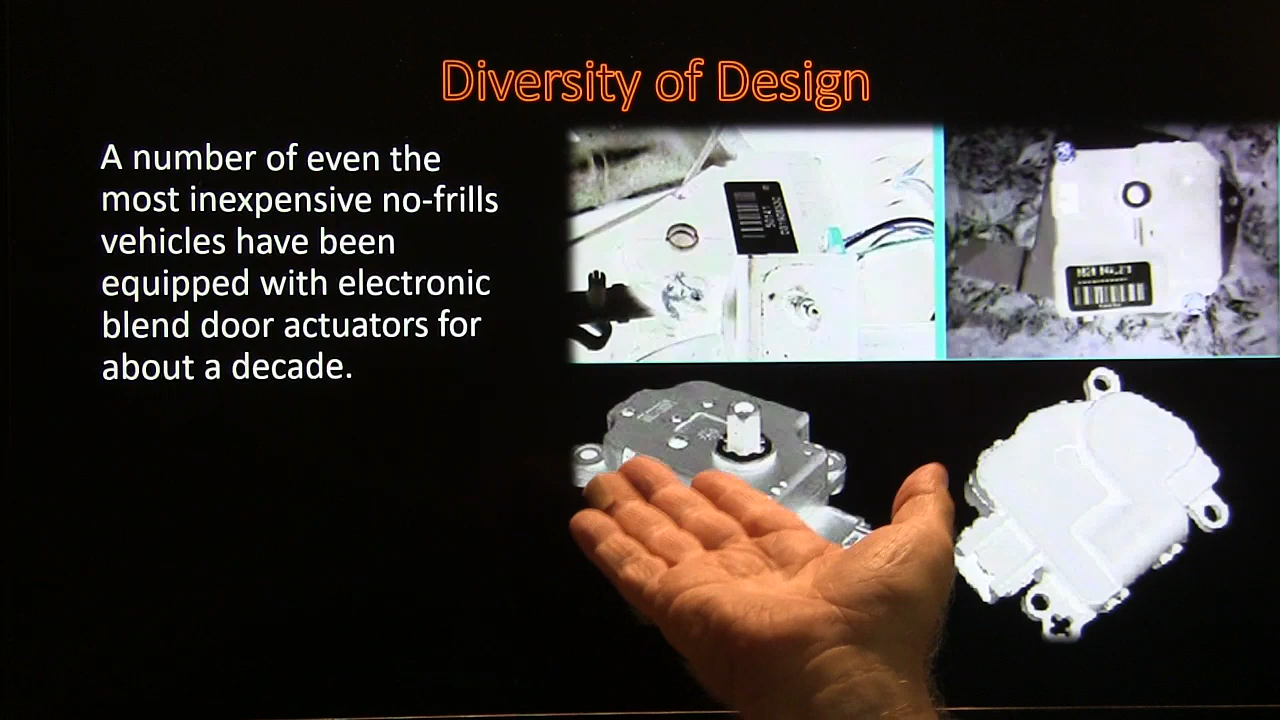 Diversity of Design
A number of even the
most inexpensive no-frills
vehicles have been
equipped with electronic
blend door actuators for
about a decade.